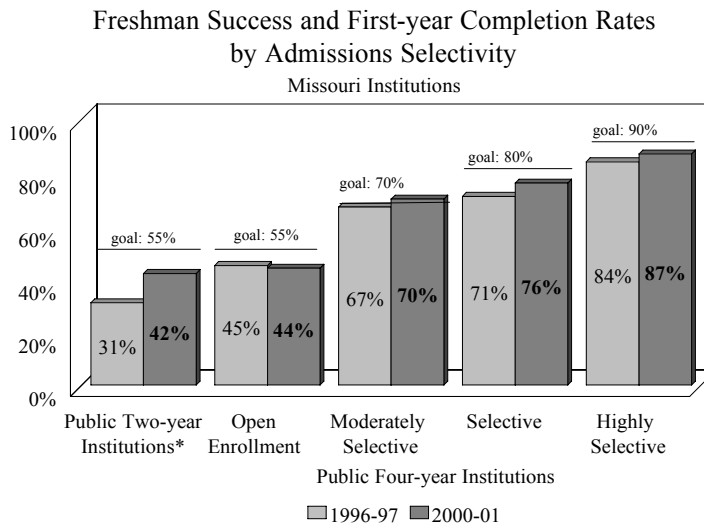 Freshman Success and First-year Completion Rates
by Admissions Selectivity
Missouri Institutions
100%
80%
60%
40%
20%
0%
goal: 55%
goal: 55%
goal: 70%
goal: 80%
goal: 90%
31%
42%
45%
44%
67%
70%
71%
76%
84%
87%
Public Two-year
Institutions*
Open
Enrollment
Moderately
Selective
Selective
Highly
Selective
Public Four-year Institutions
1996-97
2000-01